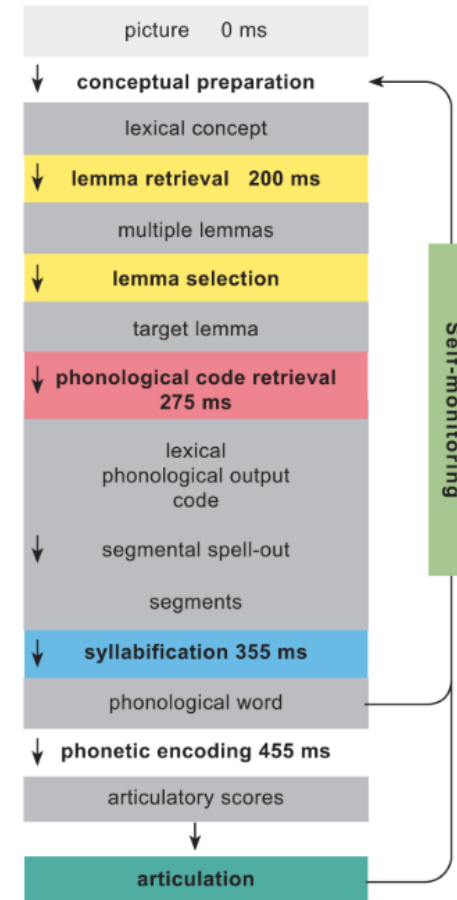 picture 0 ms
conceptual preparation
lexical concept
lemma retrieval 200 ms
multiple lemmas
lemma selection
target lemma
phonological code retrieval
275 ms
lexical
phonological output
code
segmental spell-out
segments
syllabification 355 ms
phonological word
phonetic encoding 455 ms
articulatory scores
articulation
Self-monitoring